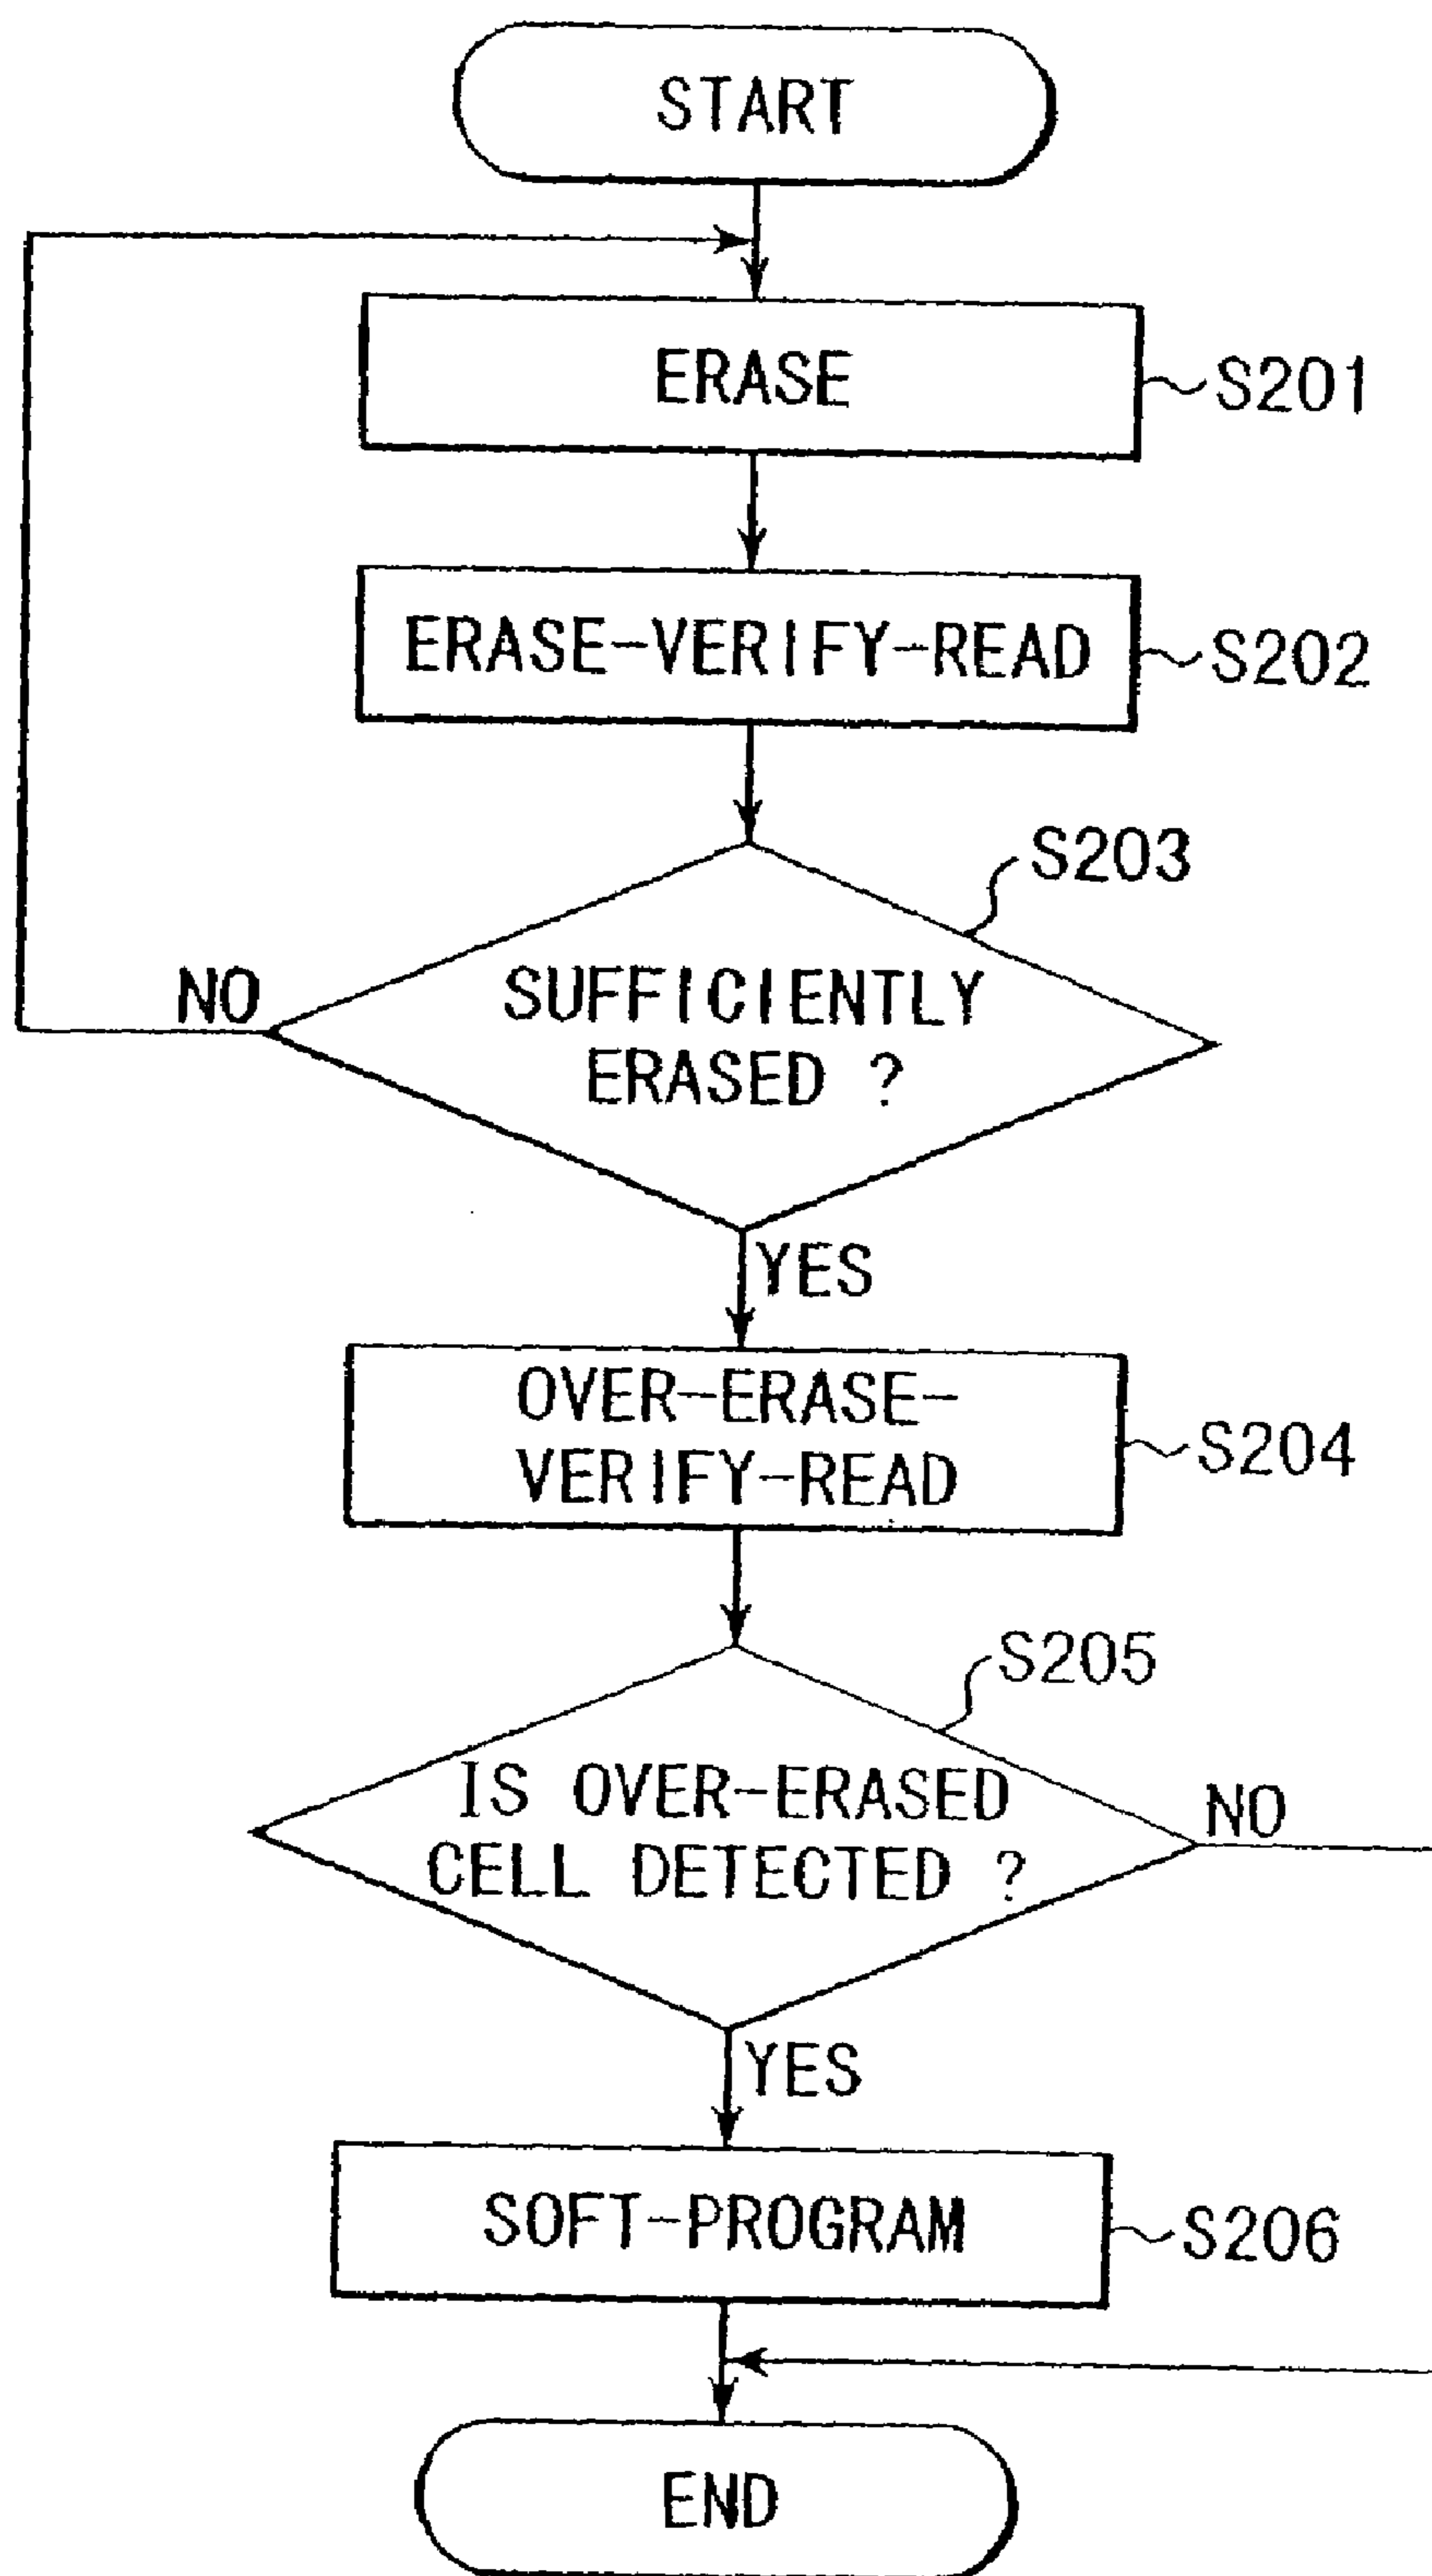 START
ERASE
S201
ERASE-VERIFY-READ
S202
S203
SUFFICIENTLY
ERASED ?
NO
YES
OVER-ERASE-
VERIFY-READ
S204
S205
IS OVER-ERASED
CELL DETECTED ?
NO
YES
SOFT-PROGRAM
S206
END